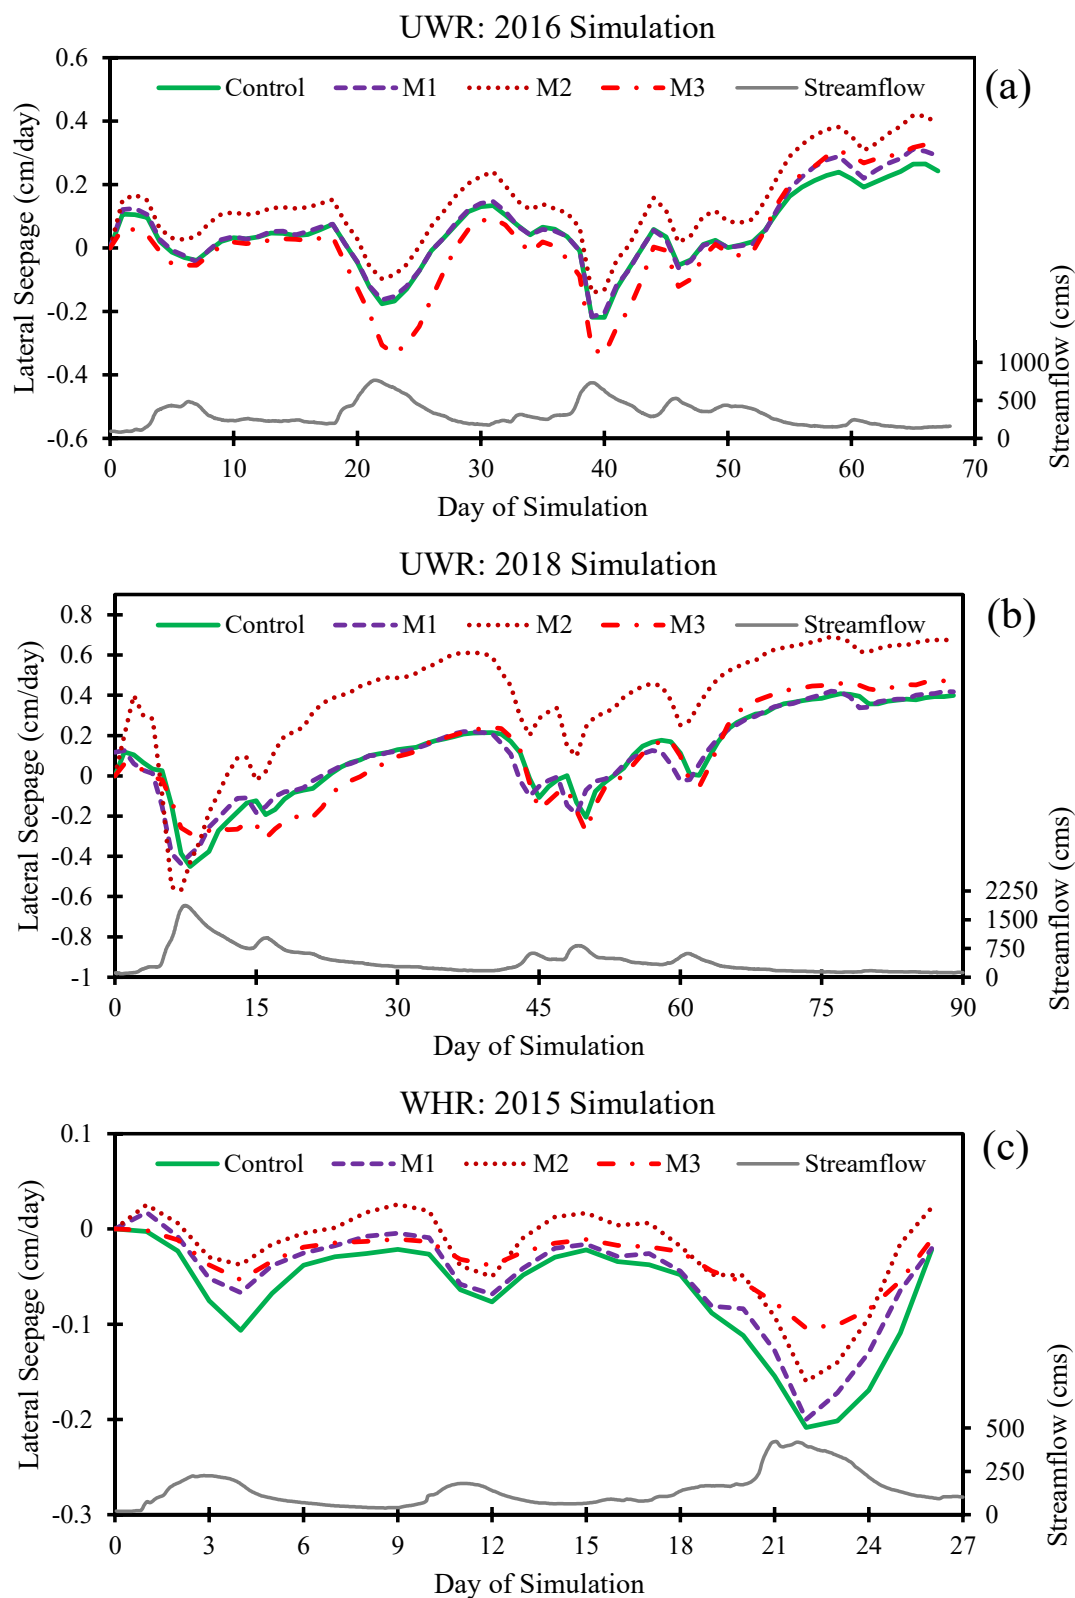 UWR: 2016 Simulation
(a)
Control M1 M2 M3 Streamflow
Lateral Seepage (cm/day)
0.6
0.4
0.2
0
-0.2
-0.4
-0.6
Streamflow (cms)
1000
500
0
0 10 20 30 40 50 60 70
Day of Simulation
UWR: 2018 Simulation
(b)
Control M1 M2 M3 Streamflow
Lateral Seepage (cm/day)
0.8
0.6
0.4
0.2
0
-0.2
-0.4
-0.6
-0.8
-1
Streamflow (cms)
2250
1500
750
0
0 15 30 45 60 75 90
Day of Simulation
WHR: 2015 Simulation
(c)
Control M1 M2 M3 Streamflow
Lateral Seepage (cm/day)
0.1
0
-0.1
-0.2
-0.3
Streamflow (cms)
500
250
0
0 3 6 9 12 15 18 21 24 27
Day of Simulation